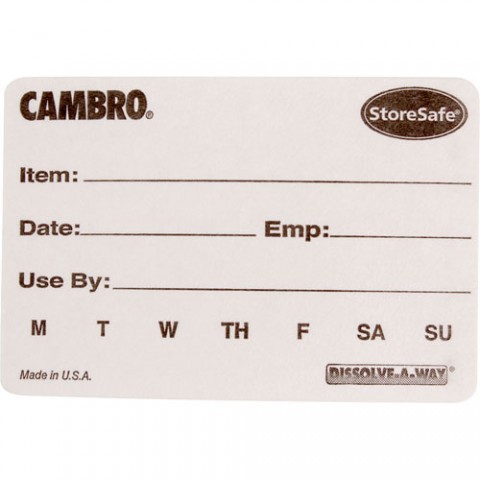 CAMBRO®
StoreSafe®
Item:
Date: Emp:
Use By:
M T W TH F SA SU
Made in U.S.A. DISSOLVE-A-WAY®